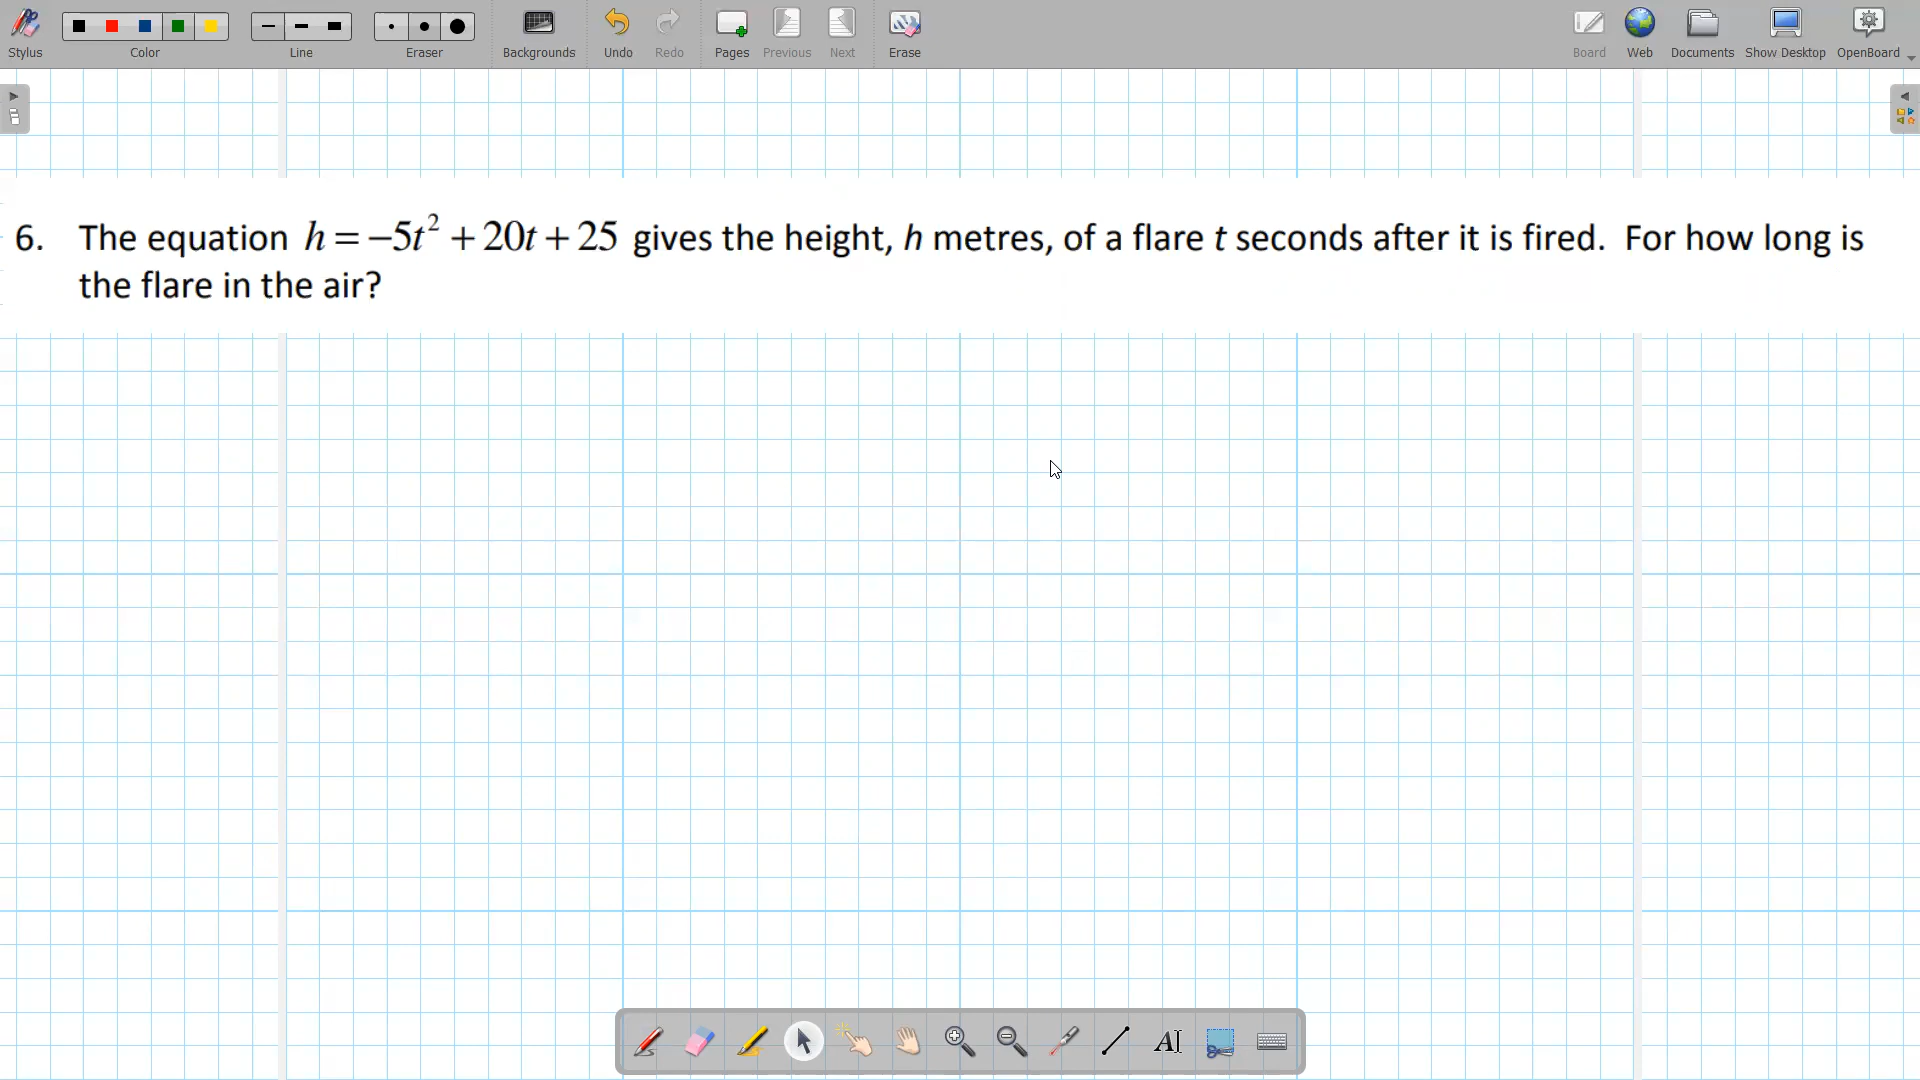 Stylus Color Line Eraser Backgrounds Undo Redo Pages Previous Next Erase Board Web Documents Show Desktop OpenBoard
6. The equation h = −5t² + 20t + 25 gives the height, h metres, of a flare t seconds after it is fired. For how long is
the flare in the air?
AI